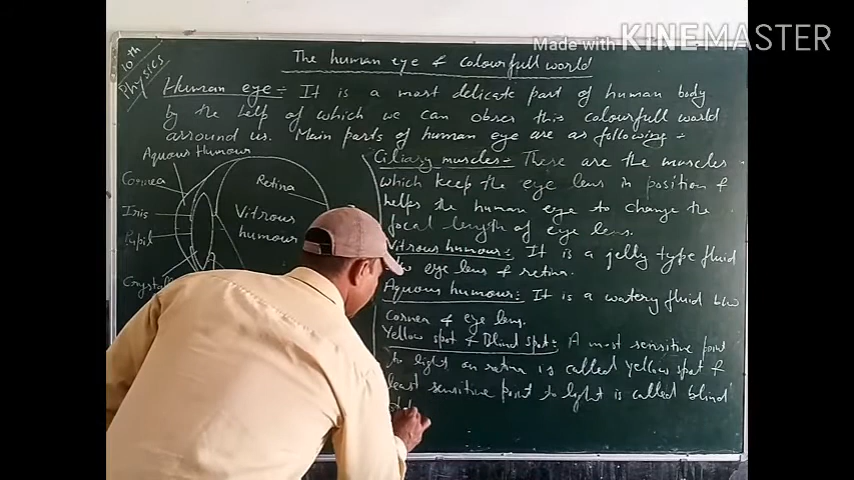 Made with KINEMASTER
10th
Physics
The human eye & colourfull world
Human eye :- It is a most delicate part of human body
by the help of which we can obser this colourfull world
arround us. Main parts of human eye are as following :-
Aquous Humour
Cornea
Iris
Pupil
Retina
Vitrous
humour
Ciliary muscles :- These are the muscles
which keep the eye lens in position &
helps the human eye to change the
focal length of eye lens.
Vitrous humour :- It is a jelly type fluid
b/w eye lens & retina.
Aquous humour :- It is a watery fluid b/w
Cornea & eye lens.
Yellow spot & Blind spot :- A most sensitive point
to light on retina is called yellow spot &
least sensitive point to light is called blind